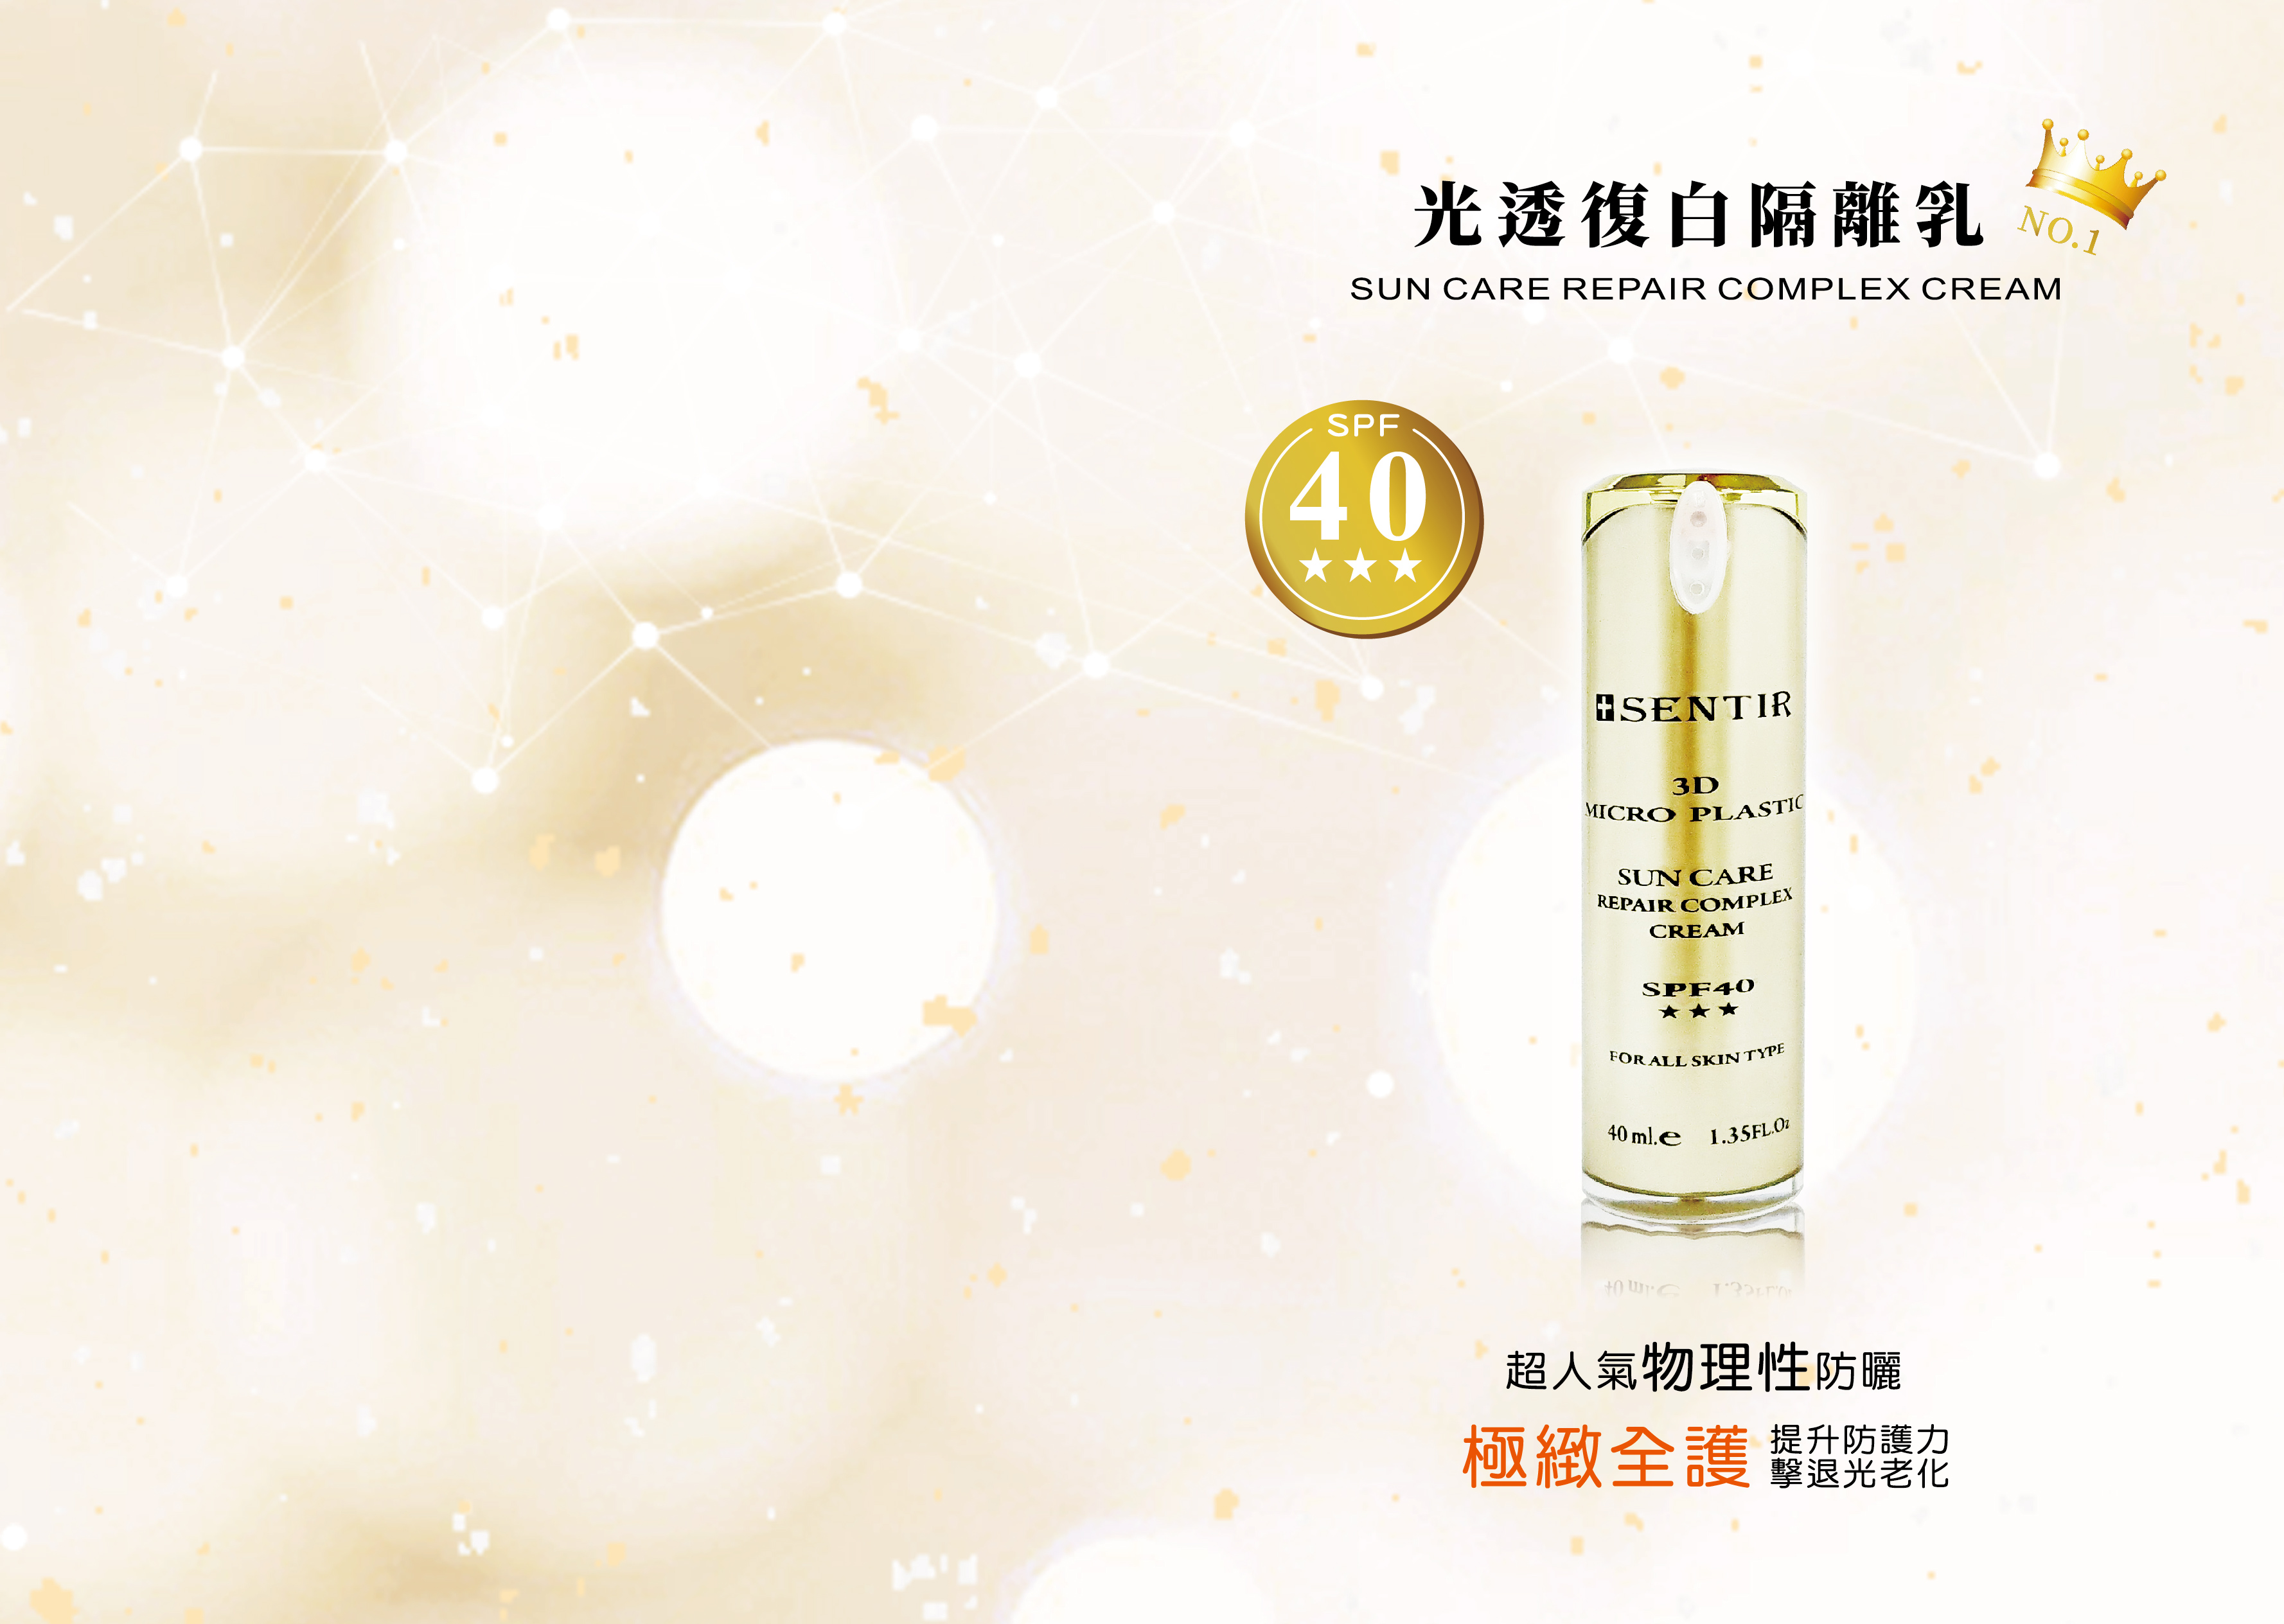 光透復白隔離乳
NO.1
SUN CARE REPAIR COMPLEX CREAM
SPF
40
★★★
SENTIR
3D
MICRO PLASTIC
SUN CARE
REPAIR COMPLEX
CREAM
SPF40
★★★
FOR ALL SKIN TYPE
40 ml.e 1.35FL.Oz
超人氣物理性防曬
極緻全護
提升防護力
擊退光老化